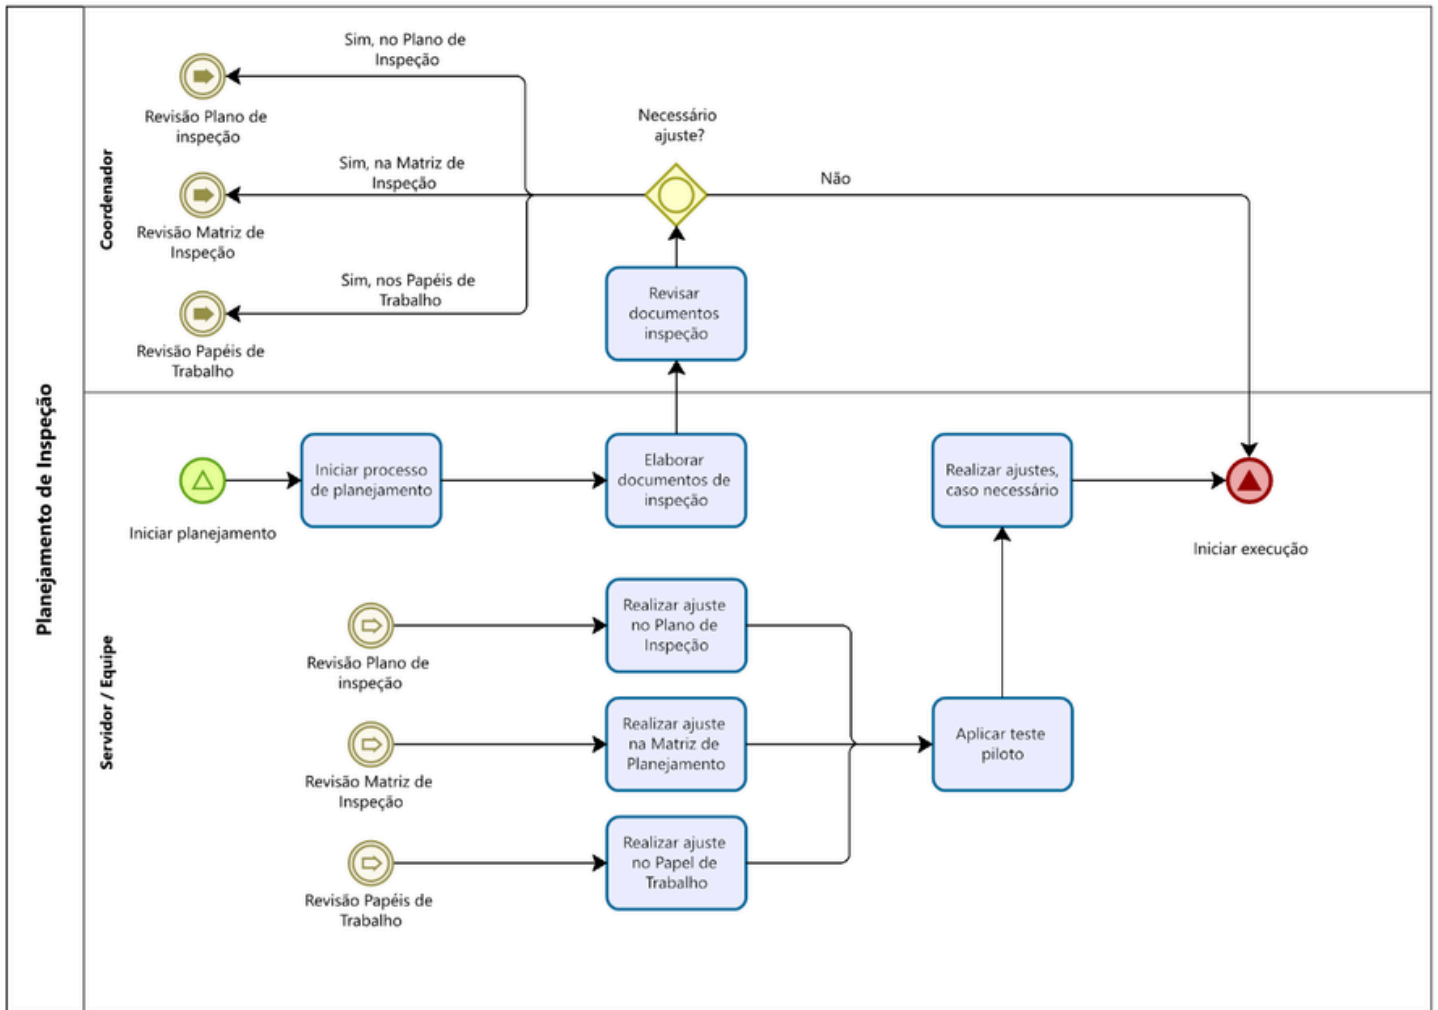 Planejamento de Inspeção
Coordenador
Sim, no Plano de
Inspeção
Revisão Plano de
inspeção
Necessário
ajuste?
Sim, na Matriz de
Inspeção
Não
Revisão Matriz de
Inspeção
Sim, nos Papéis de
Trabalho
Revisar
documentos
inspeção
Revisão Papéis de
Trabalho
Servidor / Equipe
Iniciar planejamento
Iniciar processo
de planejamento
Elaborar
documentos de
inspeção
Realizar ajustes,
caso necessário
Iniciar execução
Revisão Plano de
inspeção
Realizar ajuste
no Plano de
Inspeção
Revisão Matriz de
Inspeção
Realizar ajuste
na Matriz de
Planejamento
Aplicar teste
piloto
Revisão Papéis de
Trabalho
Realizar ajuste
no Papel de
Trabalho